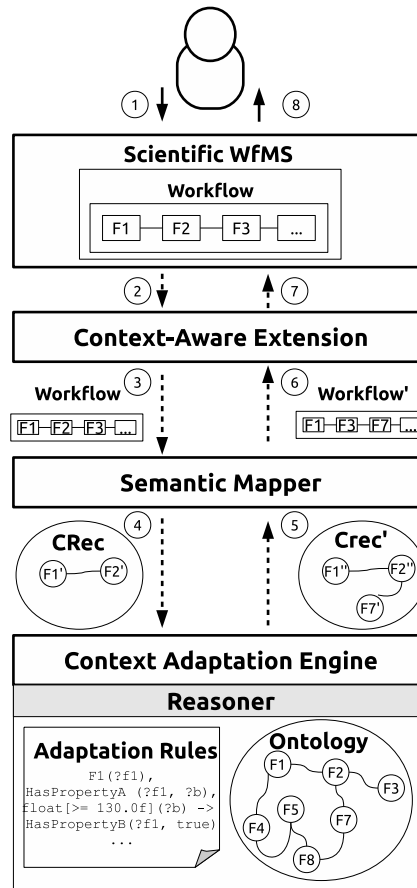 1
8
Scientific WfMS
Workflow
F1 F2 F3 ...
2
7
Context-Aware Extension
3
6
Workflow
Workflow'
F1 F2 F3 ...
F1 F3 F7 ...
Semantic Mapper
4
5
CRec
Crec'
F1' F2'
F1'' F2''
F7'
Context Adaptation Engine
Reasoner
Adaptation Rules
F1(?f1),
HasPropertyA (?f1, ?b),
float[>= 130.0f](?b) ->
HasPropertyB(?f1, true)
...
Ontology
F1 F2
F3
F5
F4 F7
F8